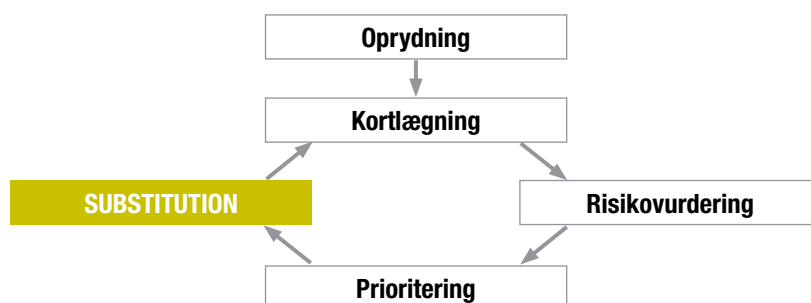 Oprydning
Kortlægning
SUBSTITUTION
Risikovurdering
Prioritering